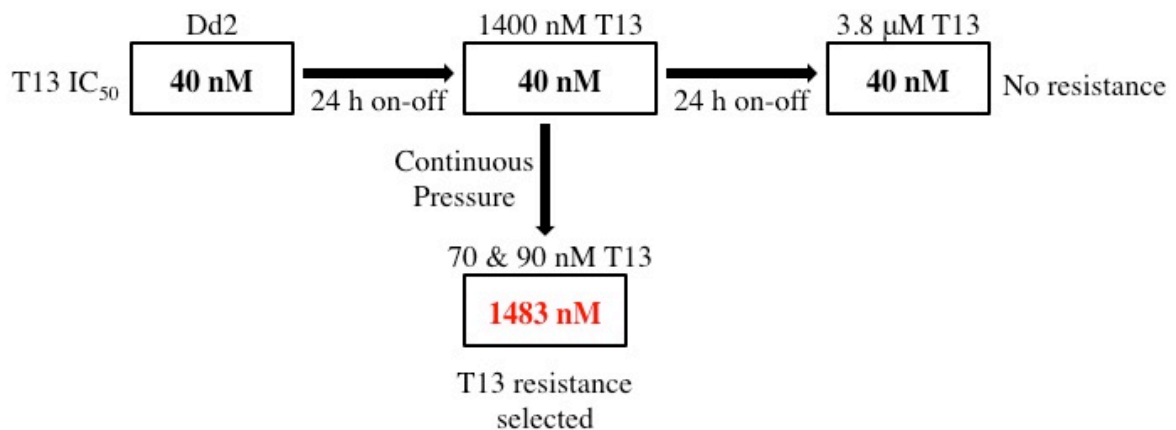 Dd2
1400 nM T13
3.8 μM T13
T13 IC50
40 nM
24 h on-off
40 nM
24 h on-off
40 nM
No resistance
Continuous
Pressure
70 & 90 nM T13
1483 nM
T13 resistance
selected